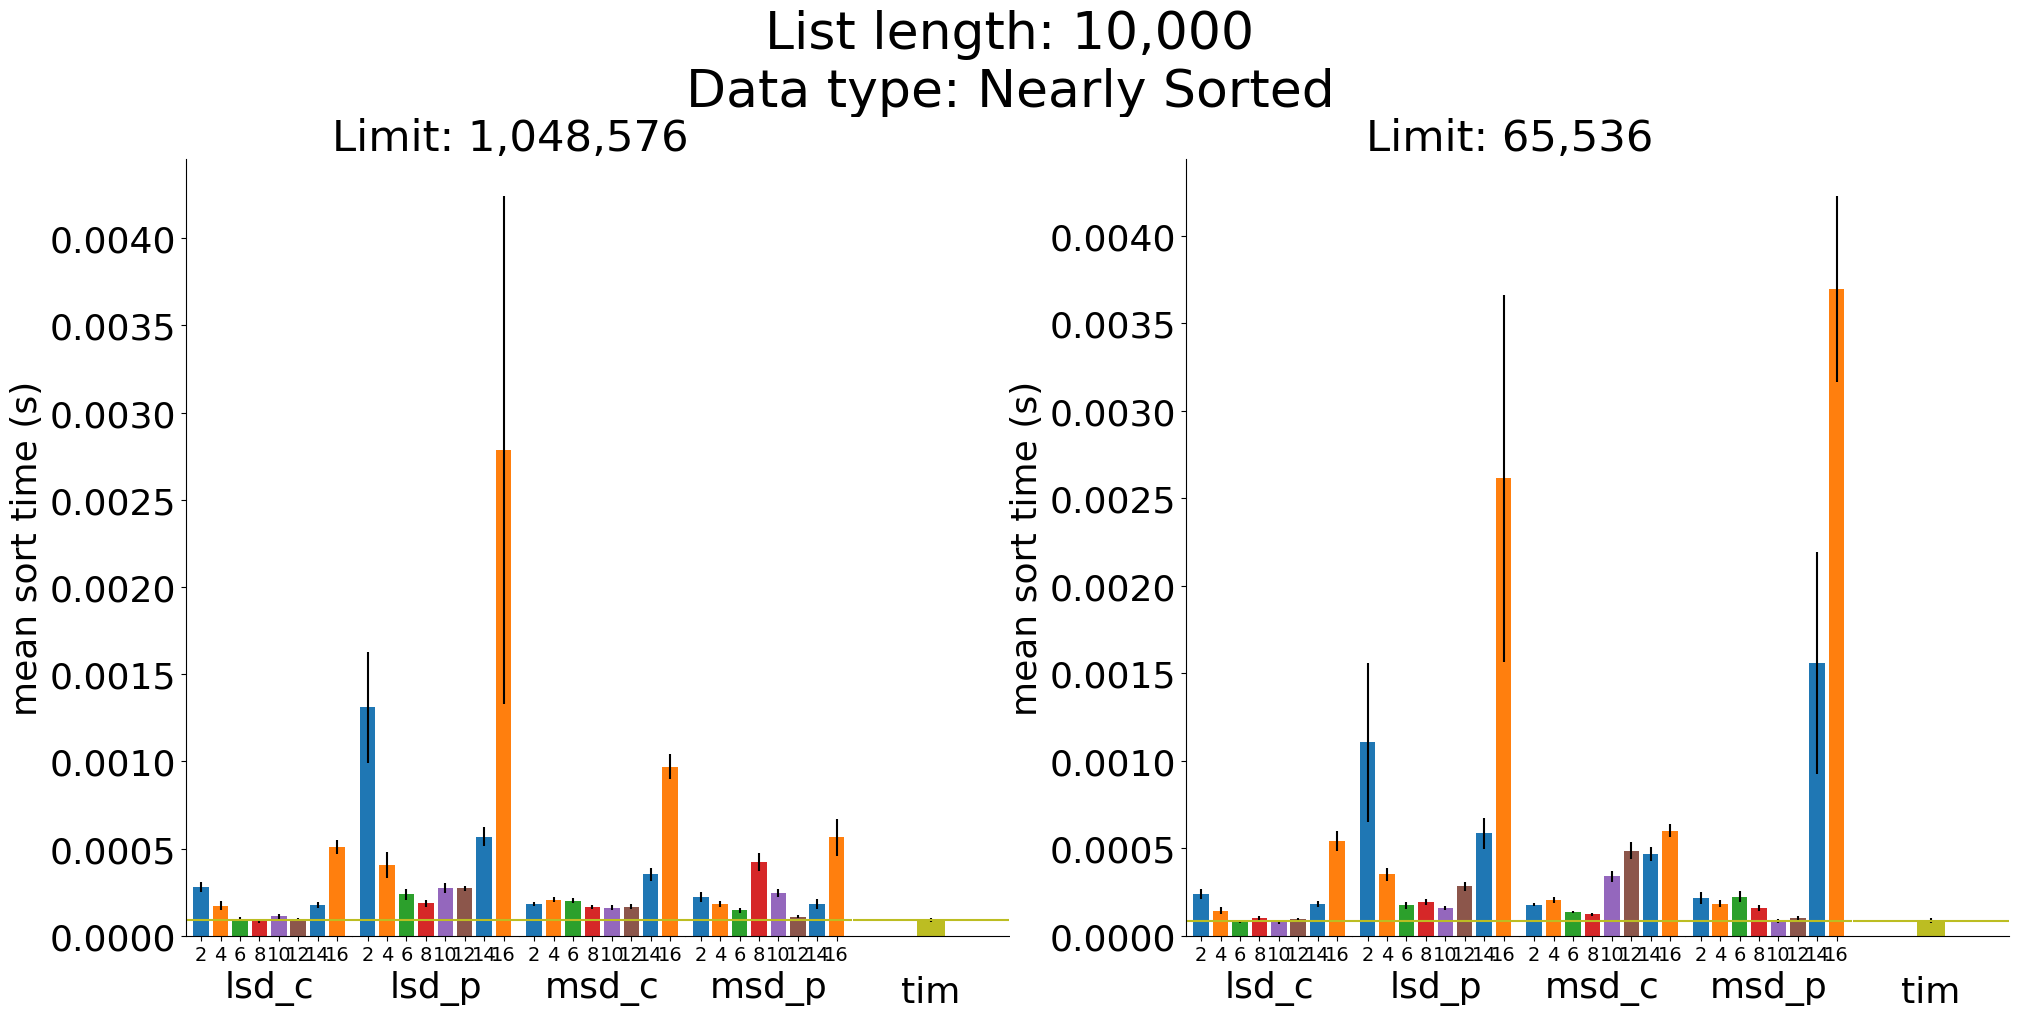 List length: 10,000
Data type: Nearly Sorted
Limit: 1,048,576
Limit: 65,536
mean sort time (s)
0.0040
0.0035
0.0030
0.0025
0.0020
0.0015
0.0010
0.0005
0.0000
2 4 6 8 10 12 14 16 2 4 6 8 10 12 14 16 2 4 6 8 10 12 14 16 2 4 6 8 10 12 14 16
lsd_c lsd_p msd_c msd_p tim
mean sort time (s)
0.0040
0.0035
0.0030
0.0025
0.0020
0.0015
0.0010
0.0005
0.0000
2 4 6 8 10 12 14 16 2 4 6 8 10 12 14 16 2 4 6 8 10 12 14 16 2 4 6 8 10 12 14 16
lsd_c lsd_p msd_c msd_p tim